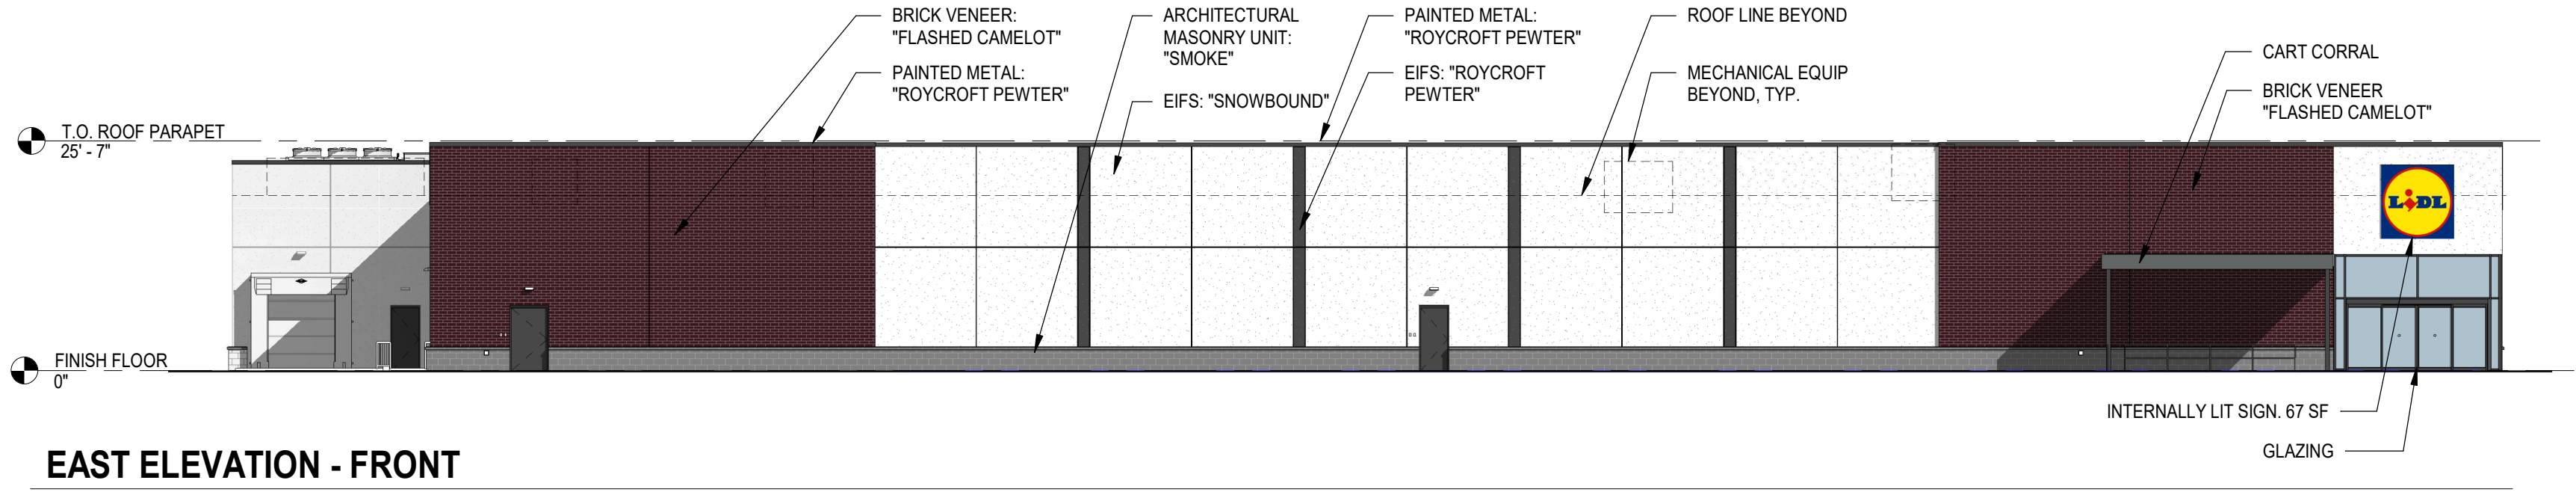 BRICK VENEER:
"FLASHED CAMELOT"
PAINTED METAL:
"ROYCROFT PEWTER"
ARCHITECTURAL
MASONRY UNIT:
"SMOKE"
EIFS: "SNOWBOUND"
PAINTED METAL:
"ROYCROFT PEWTER"
EIFS: "ROYCROFT
PEWTER"
ROOF LINE BEYOND
MECHANICAL EQUIP
BEYOND, TYP.
CART CORRAL
BRICK VENEER
"FLASHED CAMELOT"
T.O. ROOF PARAPET
25' - 7"
LiDL
FINISH FLOOR
0"
INTERNALLY LIT SIGN. 67 SF
GLAZING
EAST ELEVATION - FRONT